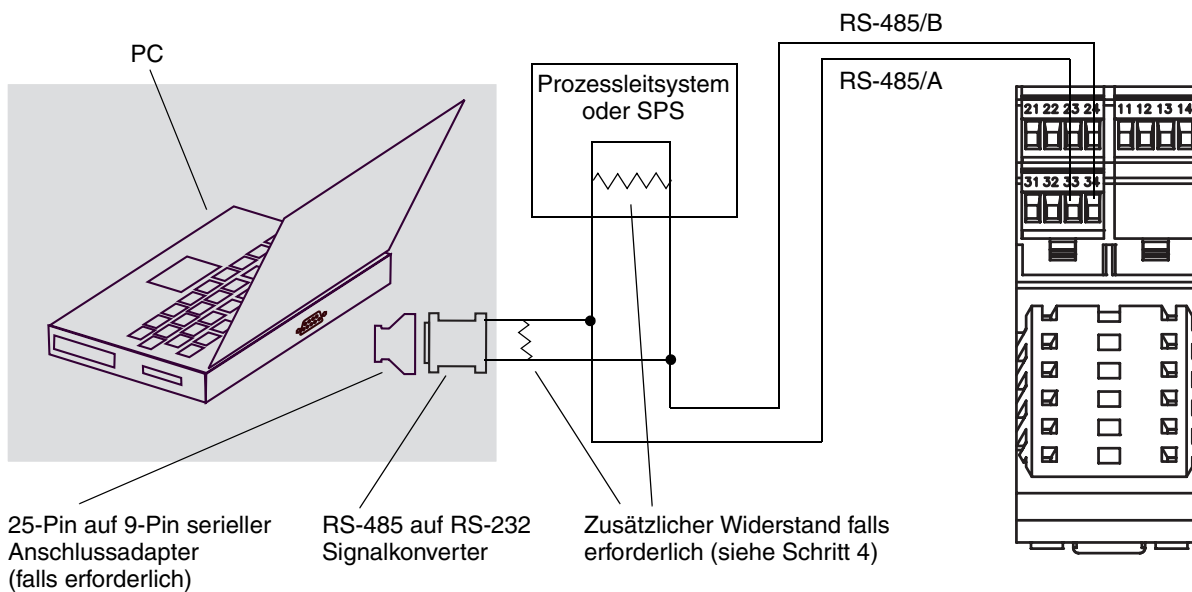 RS-485/B
PC
RS-485/A
Prozessleitsystem
oder SPS
21 22 23 24
11 12 13 14
31 32 33 34
25-Pin auf 9-Pin serieller
Anschlussadapter
(falls erforderlich)
RS-485 auf RS-232
Signalkonverter
Zusätzlicher Widerstand falls
erforderlich (siehe Schritt 4)